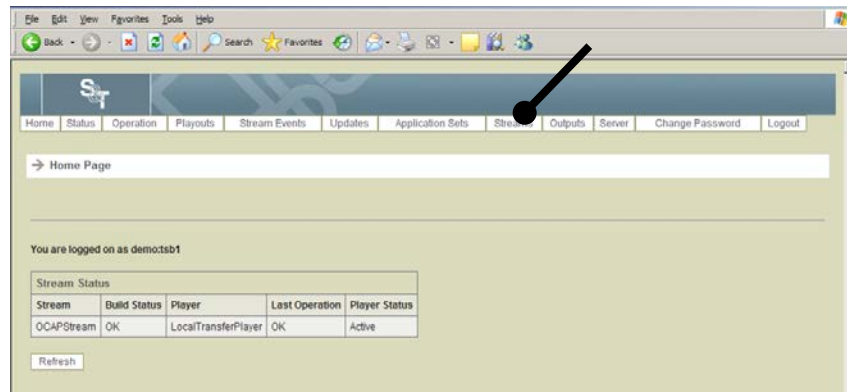 File Edit View Favorites Tools Help
Back Search Favorites
S&T
Home Status Operation Playouts Stream Events Updates Application Sets Streams Outputs Server Change Password Logout
→ Home Page
You are logged on as demo:tsb1
Stream Status
Stream Build Status Player Last Operation Player Status
OCAPStream OK LocalTransferPlayer OK Active
Refresh